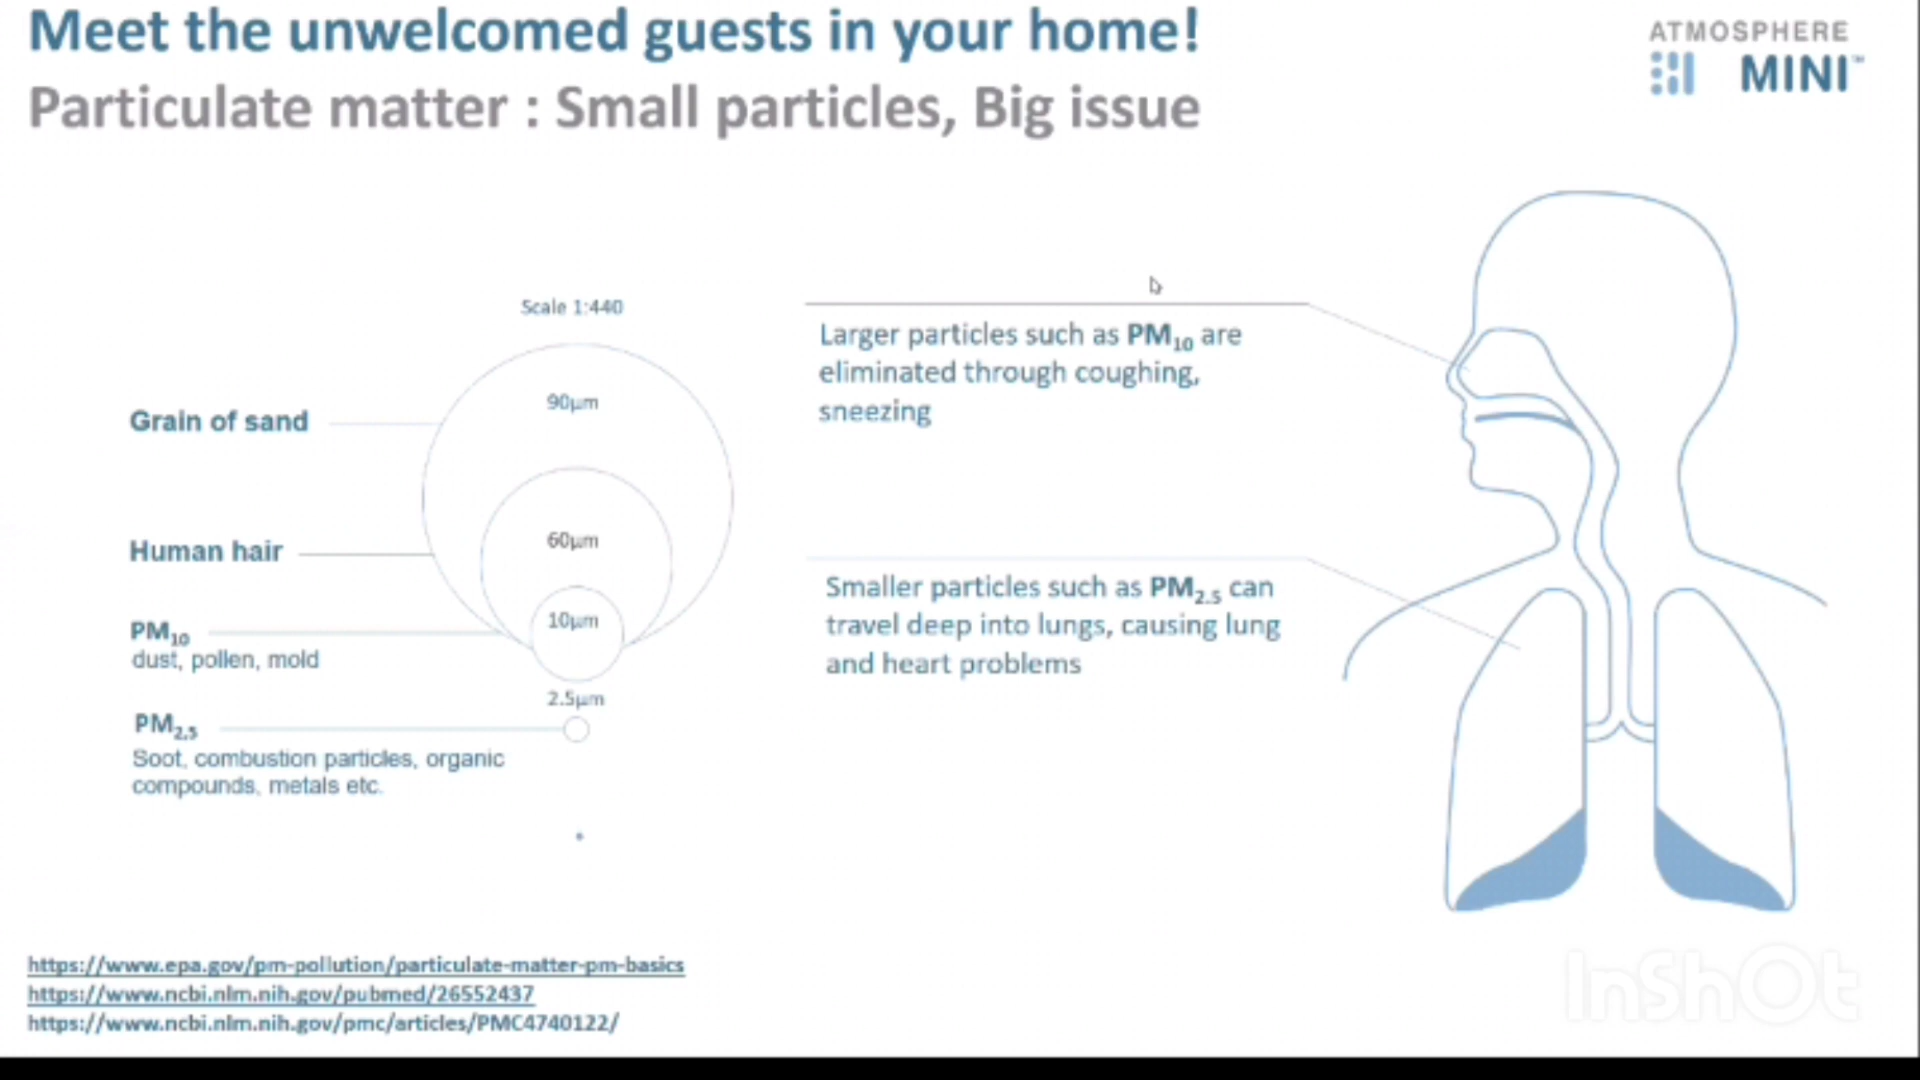 Meet the unwelcomed guests in your home!
Particulate matter : Small particles, Big issue
ATMOSPHERE
MINI™
Scale 1:440
90µm
Grain of sand
60µm
Human hair
10µm
PM10
dust, pollen, mold
2.5µm
PM2.5
Soot, combustion particles, organic
compounds, metals etc.
Larger particles such as PM10 are
eliminated through coughing,
sneezing
Smaller particles such as PM2.5 can
travel deep into lungs, causing lung
and heart problems
https://www.epa.gov/pm-pollution/particulate-matter-pm-basics
https://www.ncbi.nlm.nih.gov/pubmed/26552437
https://www.ncbi.nlm.nih.gov/pmc/articles/PMC4740122/
InShOt